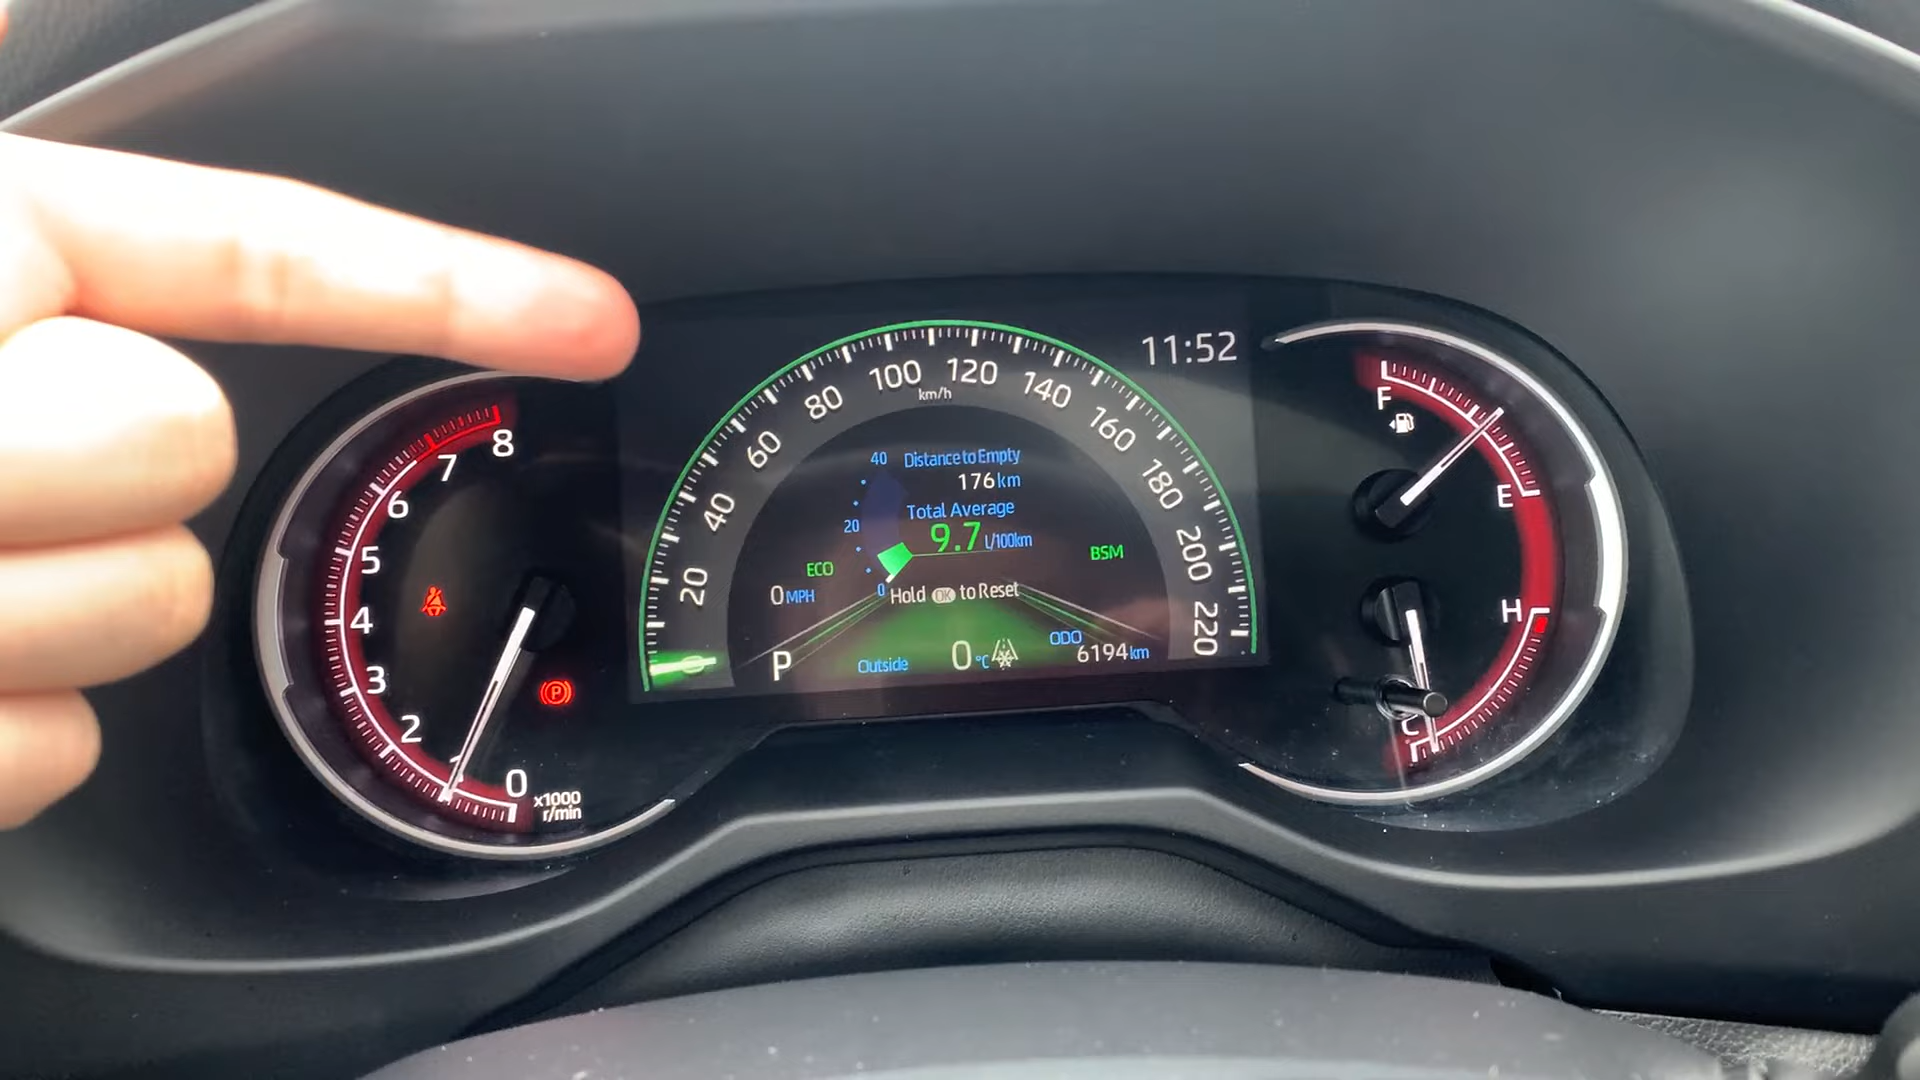 8
7
6
5
4
3
2
1
0
x1000
r/min
P
11:52
0
20
40
60
80
100
120
140
160
180
200
220
km/h
40
20
0
Distance to Empty
176 km
Total Average
9.7 L/100km
ECO
BSM
0 MPH
Hold OK to Reset
P
Outside
0 °C
ODO
6194 km
F
E
H
C